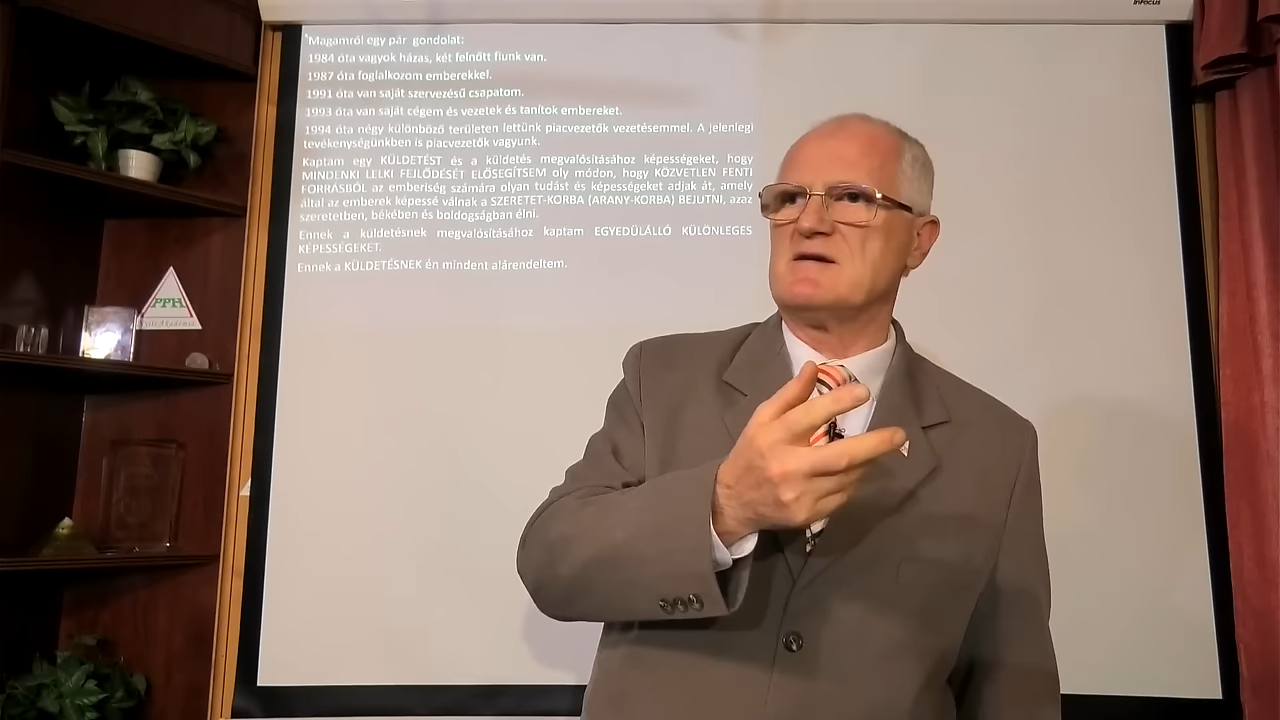 InFocus
"Magamról egy pár gondolat:
1984 óta vagyok házas, két felnőtt fiunk van.
1987 óta foglalkozom emberekkel.
1991 óta van saját szervezésű csapatom.
1993 óta van saját cégem és vezetek és tanítok embereket.
1994 óta négy különböző területen lettünk piacvezetők vezetésemmel. A jelenlegi
tevékenységünkben is piacvezetők vagyunk.
Kaptam egy KÜLDETÉST és a küldetés megvalósításához képességeket, hogy
MINDENKI LELKI FEJLŐDÉSÉT ELŐSEGÍTSEM oly módon, hogy KÖZVETLEN FENTI
FORRÁSBÓL az emberiség számára olyan tudást és képességeket adjak át, amely
által az emberek képessé válnak a SZERETET-KORBA (ARANY-KORBA) BEJUTNI, azaz
szeretetben, békében és boldogságban élni.
Ennek a küldetésnek megvalósításához kaptam EGYEDÜLÁLLÓ KÜLÖNLEGES
KÉPESSÉGEKET.
Ennek a KÜLDETÉSNEK én mindent alárendeltem.
PPH
Nyílt Akadémia